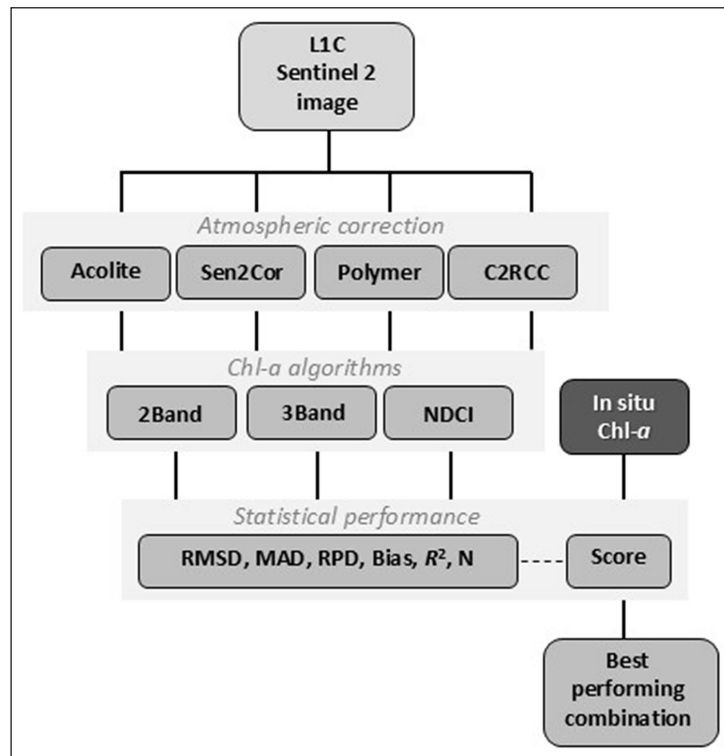 L1C
Sentinel 2
image
Atmospheric correction
Acolite
Sen2Cor
Polymer
C2RCC
Chl-a algorithms
2Band
3Band
NDCI
In situ
Chl-a
Statistical performance
RMSD, MAD, RPD, Bias, R², N
Score
Best
performing
combination